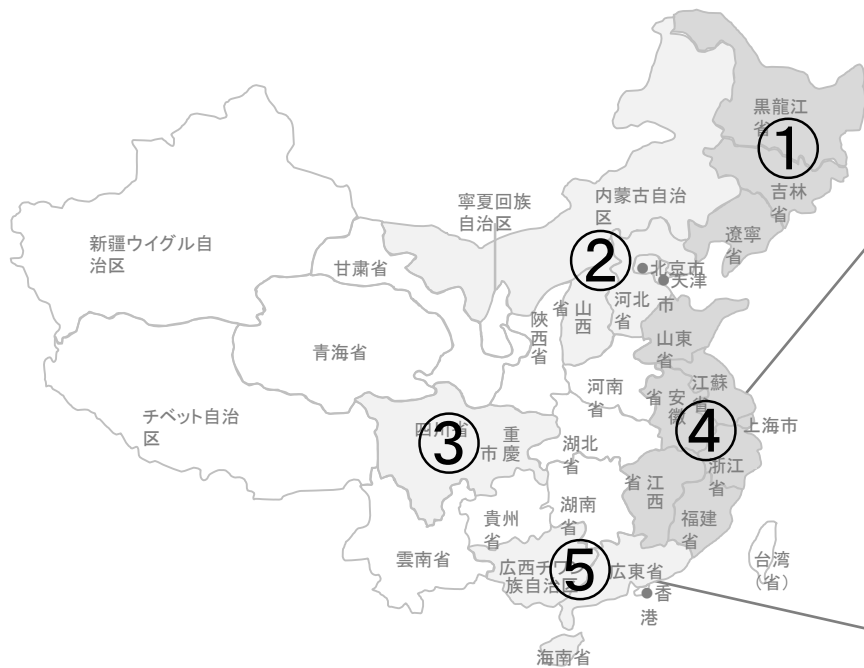 黒龍江
省
①
吉林
省
寧夏回族
自治区
内蒙古自治
区
遼寧
省
新疆ウイグル自
治区
甘粛省
②
北京市
天津
市
河北
省
山西
省
陝西省
山東
省
青海省
河南
省
江蘇
省
安徽
省
チベット自治
区
四川省
③
重慶
市
④
上海市
湖北
省
浙江
省
江西
省
湖南
省
貴州
省
福建
省
雲南省
広西チワン
族自治区
⑤
広東省
台湾
(省)
香
港
海南省